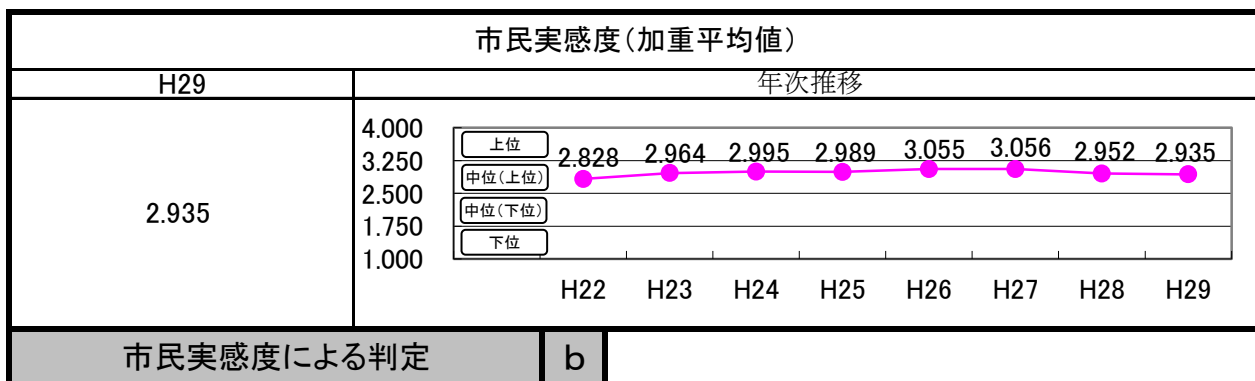 市民実感度(加重平均値)
H29
年次推移
2.935
4.000
3.250
2.500
1.750
1.000
上位
中位(上位)
中位(下位)
下位
2.828 2.964 2.995 2.989 3.055 3.056 2.952 2.935
H22 H23 H24 H25 H26 H27 H28 H29
市民実感度による判定
b